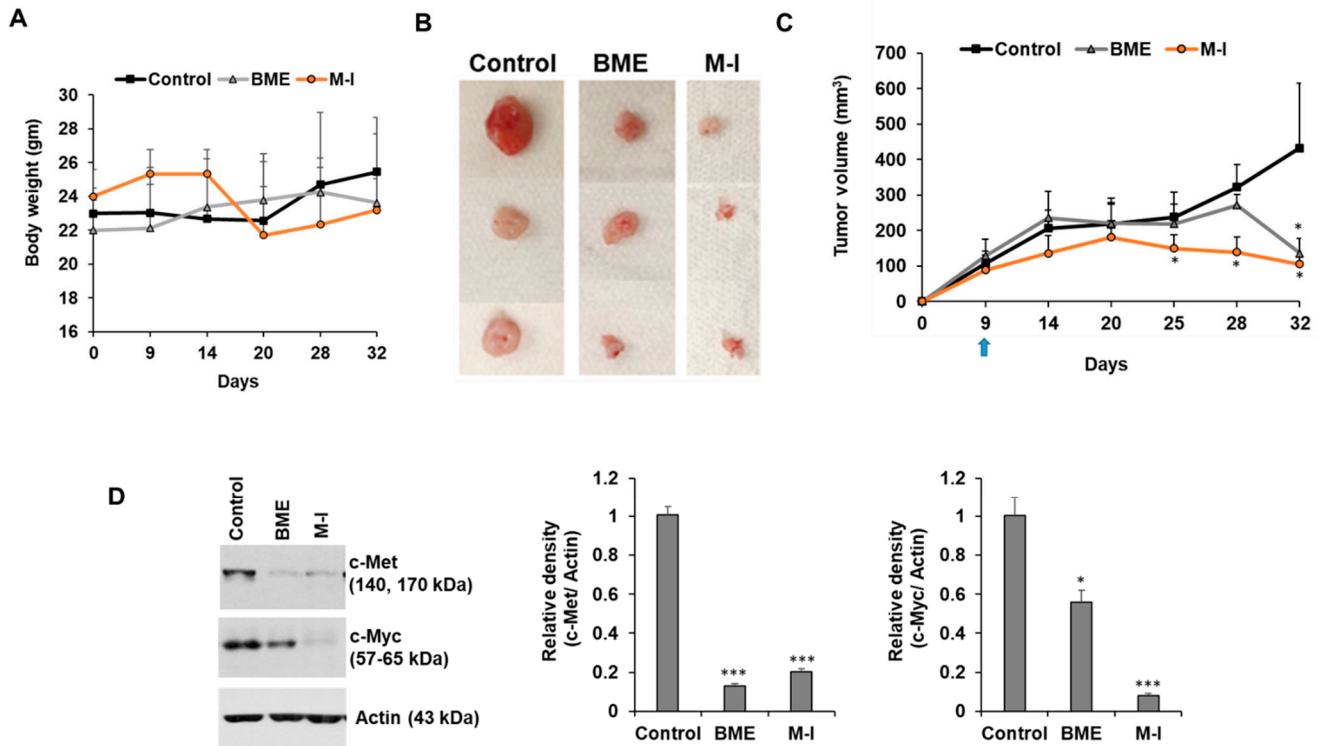 A
Control BME M-I
Body weight (gm)
30
28
26
24
22
20
18
16
0 9 14 20 28 32
Days
B
Control BME M-I
C
Control BME M-I
Tumor volume (mm³)
700
600
500
400
300
200
100
0
* * * *
0 9 14 20 25 28 32
Days
D
Control BME M-I
c-Met
(140, 170 kDa)
c-Myc
(57-65 kDa)
Actin (43 kDa)
Relative density
(c-Met/ Actin)
1.2
1
0.8
0.6
0.4
0.2
0
*** ***
Control BME M-I
Relative density
(c-Myc/ Actin)
1.2
1
0.8
0.6
0.4
0.2
0
* ***
Control BME M-I